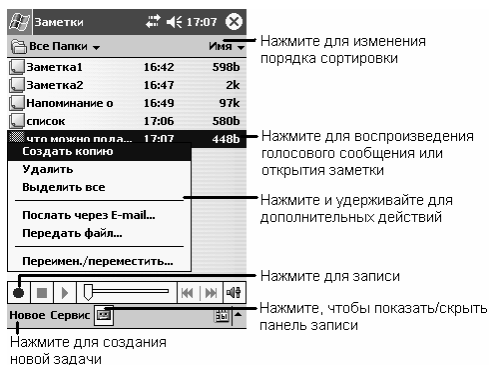 Заметки 17:07
Все Папки Имя
Заметка1 16:42 598b
Заметка2 16:47 2k
Напоминание о 16:49 97k
список 17:06 580b
что можно пода... 17:07 448b
Создать копию
Удалить
Выделить все
Послать через E-mail...
Передать файл...
Переимен./переместить...
Новое Сервис
Нажмите для изменения
порядка сортировки
Нажмите для воспроизведения
голосового сообщения или
открытия заметки
Нажмите и удерживайте для
дополнительных действий
Нажмите для записи
Нажмите, чтобы показать/скрыть
панель записи
Нажмите для создания
новой задачи